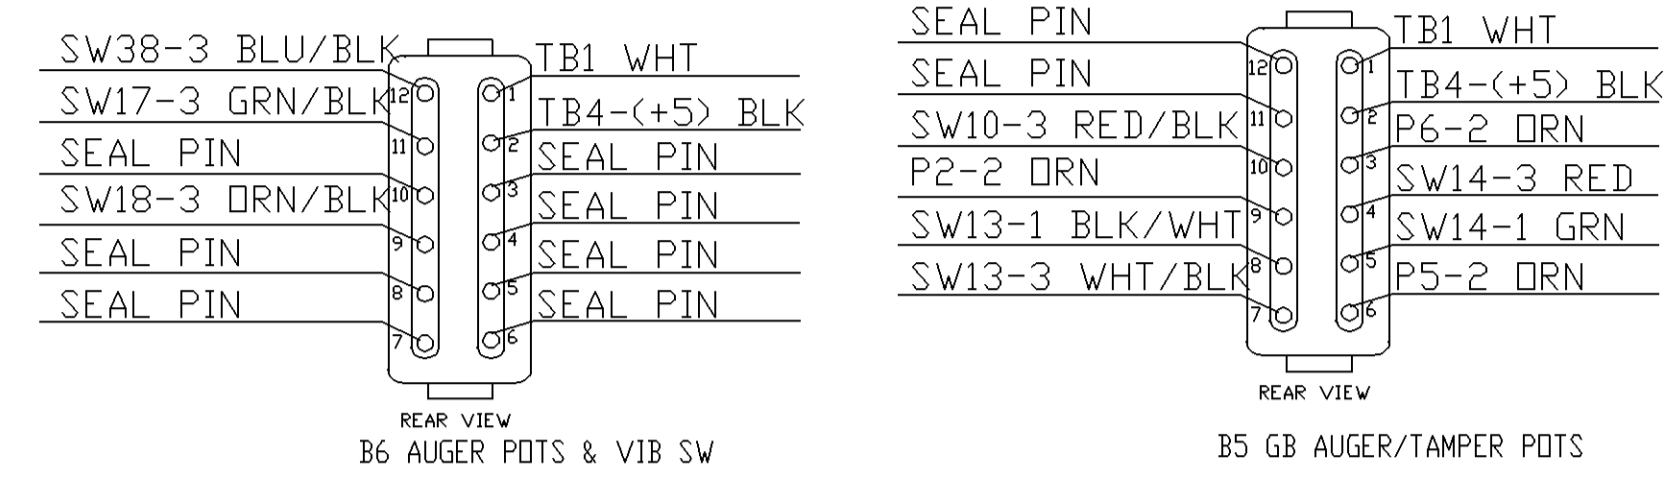 SW38-3 BLU/BLK
SW17-3 GRN/BLK
SEAL PIN
SW18-3 ORN/BLK
SEAL PIN
SEAL PIN
12
11
10
9
8
7
1
2
3
4
5
6
TB1 WHT
TB4-(+5) BLK
SEAL PIN
SEAL PIN
SEAL PIN
SEAL PIN
REAR VIEW
B6 AUGER POTS & VIB SW
SEAL PIN
SEAL PIN
SW10-3 RED/BLK
P2-2 ORN
SW13-1 BLK/WHT
SW13-3 WHT/BLK
12
11
10
9
8
7
1
2
3
4
5
6
TB1 WHT
TB4-(+5) BLK
P6-2 ORN
SW14-3 RED
SW14-1 GRN
P5-2 ORN
REAR VIEW
B5 GB AUGER/TAMPER POTS